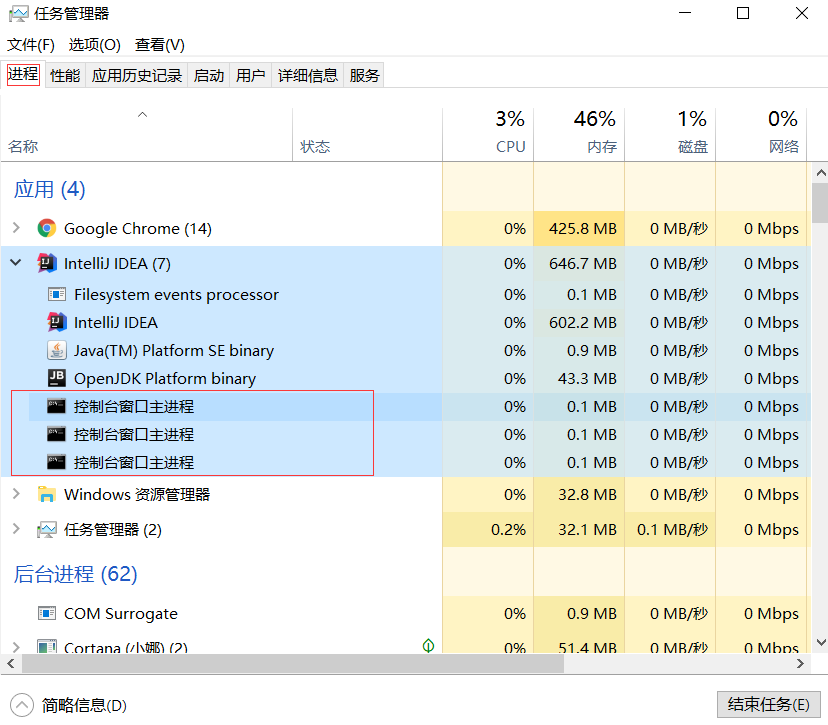 任务管理器
文件(F) 选项(O) 查看(V)
进程 性能 应用历史记录 启动 用户 详细信息 服务
3% 46% 1% 0%
名称 状态 CPU 内存 磁盘 网络
应用 (4)
Google Chrome (14) 0% 425.8 MB 0 MB/秒 0 Mbps
IntelliJ IDEA (7) 0% 646.7 MB 0 MB/秒 0 Mbps
Filesystem events processor 0% 0.1 MB 0 MB/秒 0 Mbps
IntelliJ IDEA 0% 602.2 MB 0 MB/秒 0 Mbps
Java(TM) Platform SE binary 0% 0.9 MB 0 MB/秒 0 Mbps
OpenJDK Platform binary 0% 43.3 MB 0 MB/秒 0 Mbps
控制台窗口主进程 0% 0.1 MB 0 MB/秒 0 Mbps
控制台窗口主进程 0% 0.1 MB 0 MB/秒 0 Mbps
控制台窗口主进程 0% 0.1 MB 0 MB/秒 0 Mbps
Windows 资源管理器 0% 32.8 MB 0 MB/秒 0 Mbps
任务管理器 (2) 0.2% 32.1 MB 0.1 MB/秒 0 Mbps
后台进程 (62)
COM Surrogate 0% 0.9 MB 0 MB/秒 0 Mbps
Cortana (小娜) (2) 0% 51.4 MB 0 MB/秒 0 Mbps
简略信息(D) 结束任务(E)